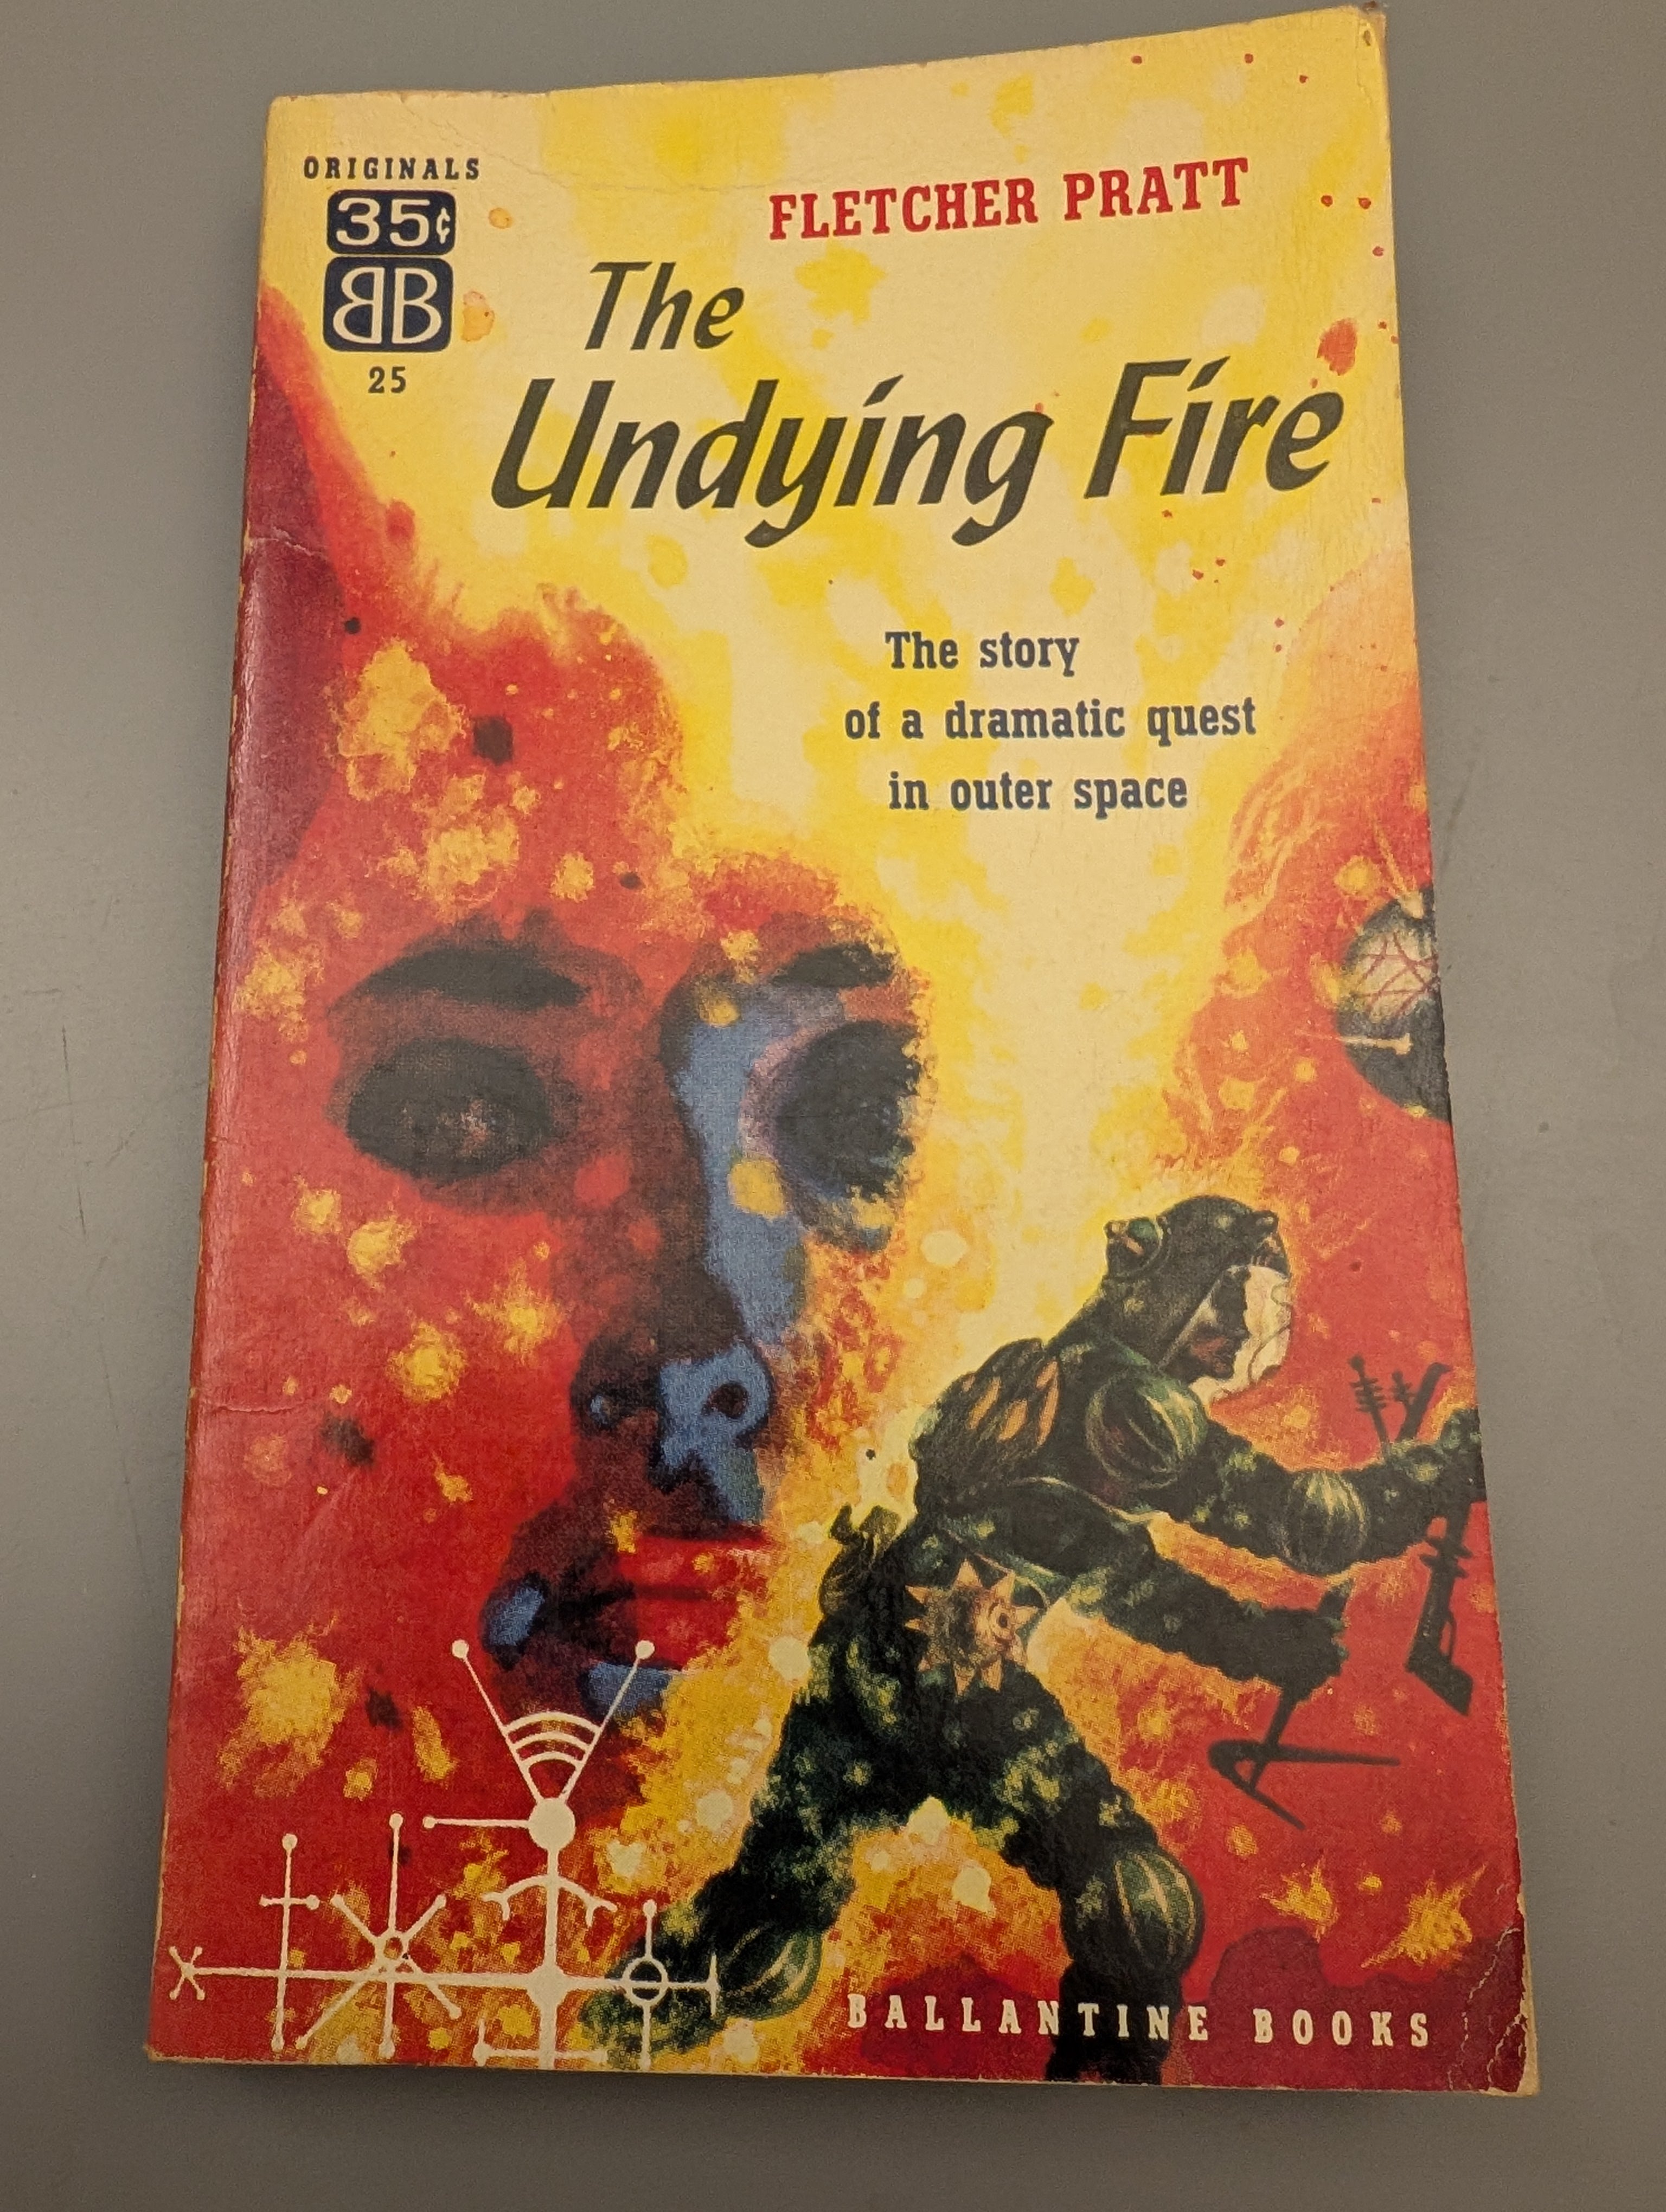 ORIGINALS
35¢
BB
25
FLETCHER PRATT
The
Undying Fire
The story
of a dramatic quest
in outer space
BALLANTINE BOOKS